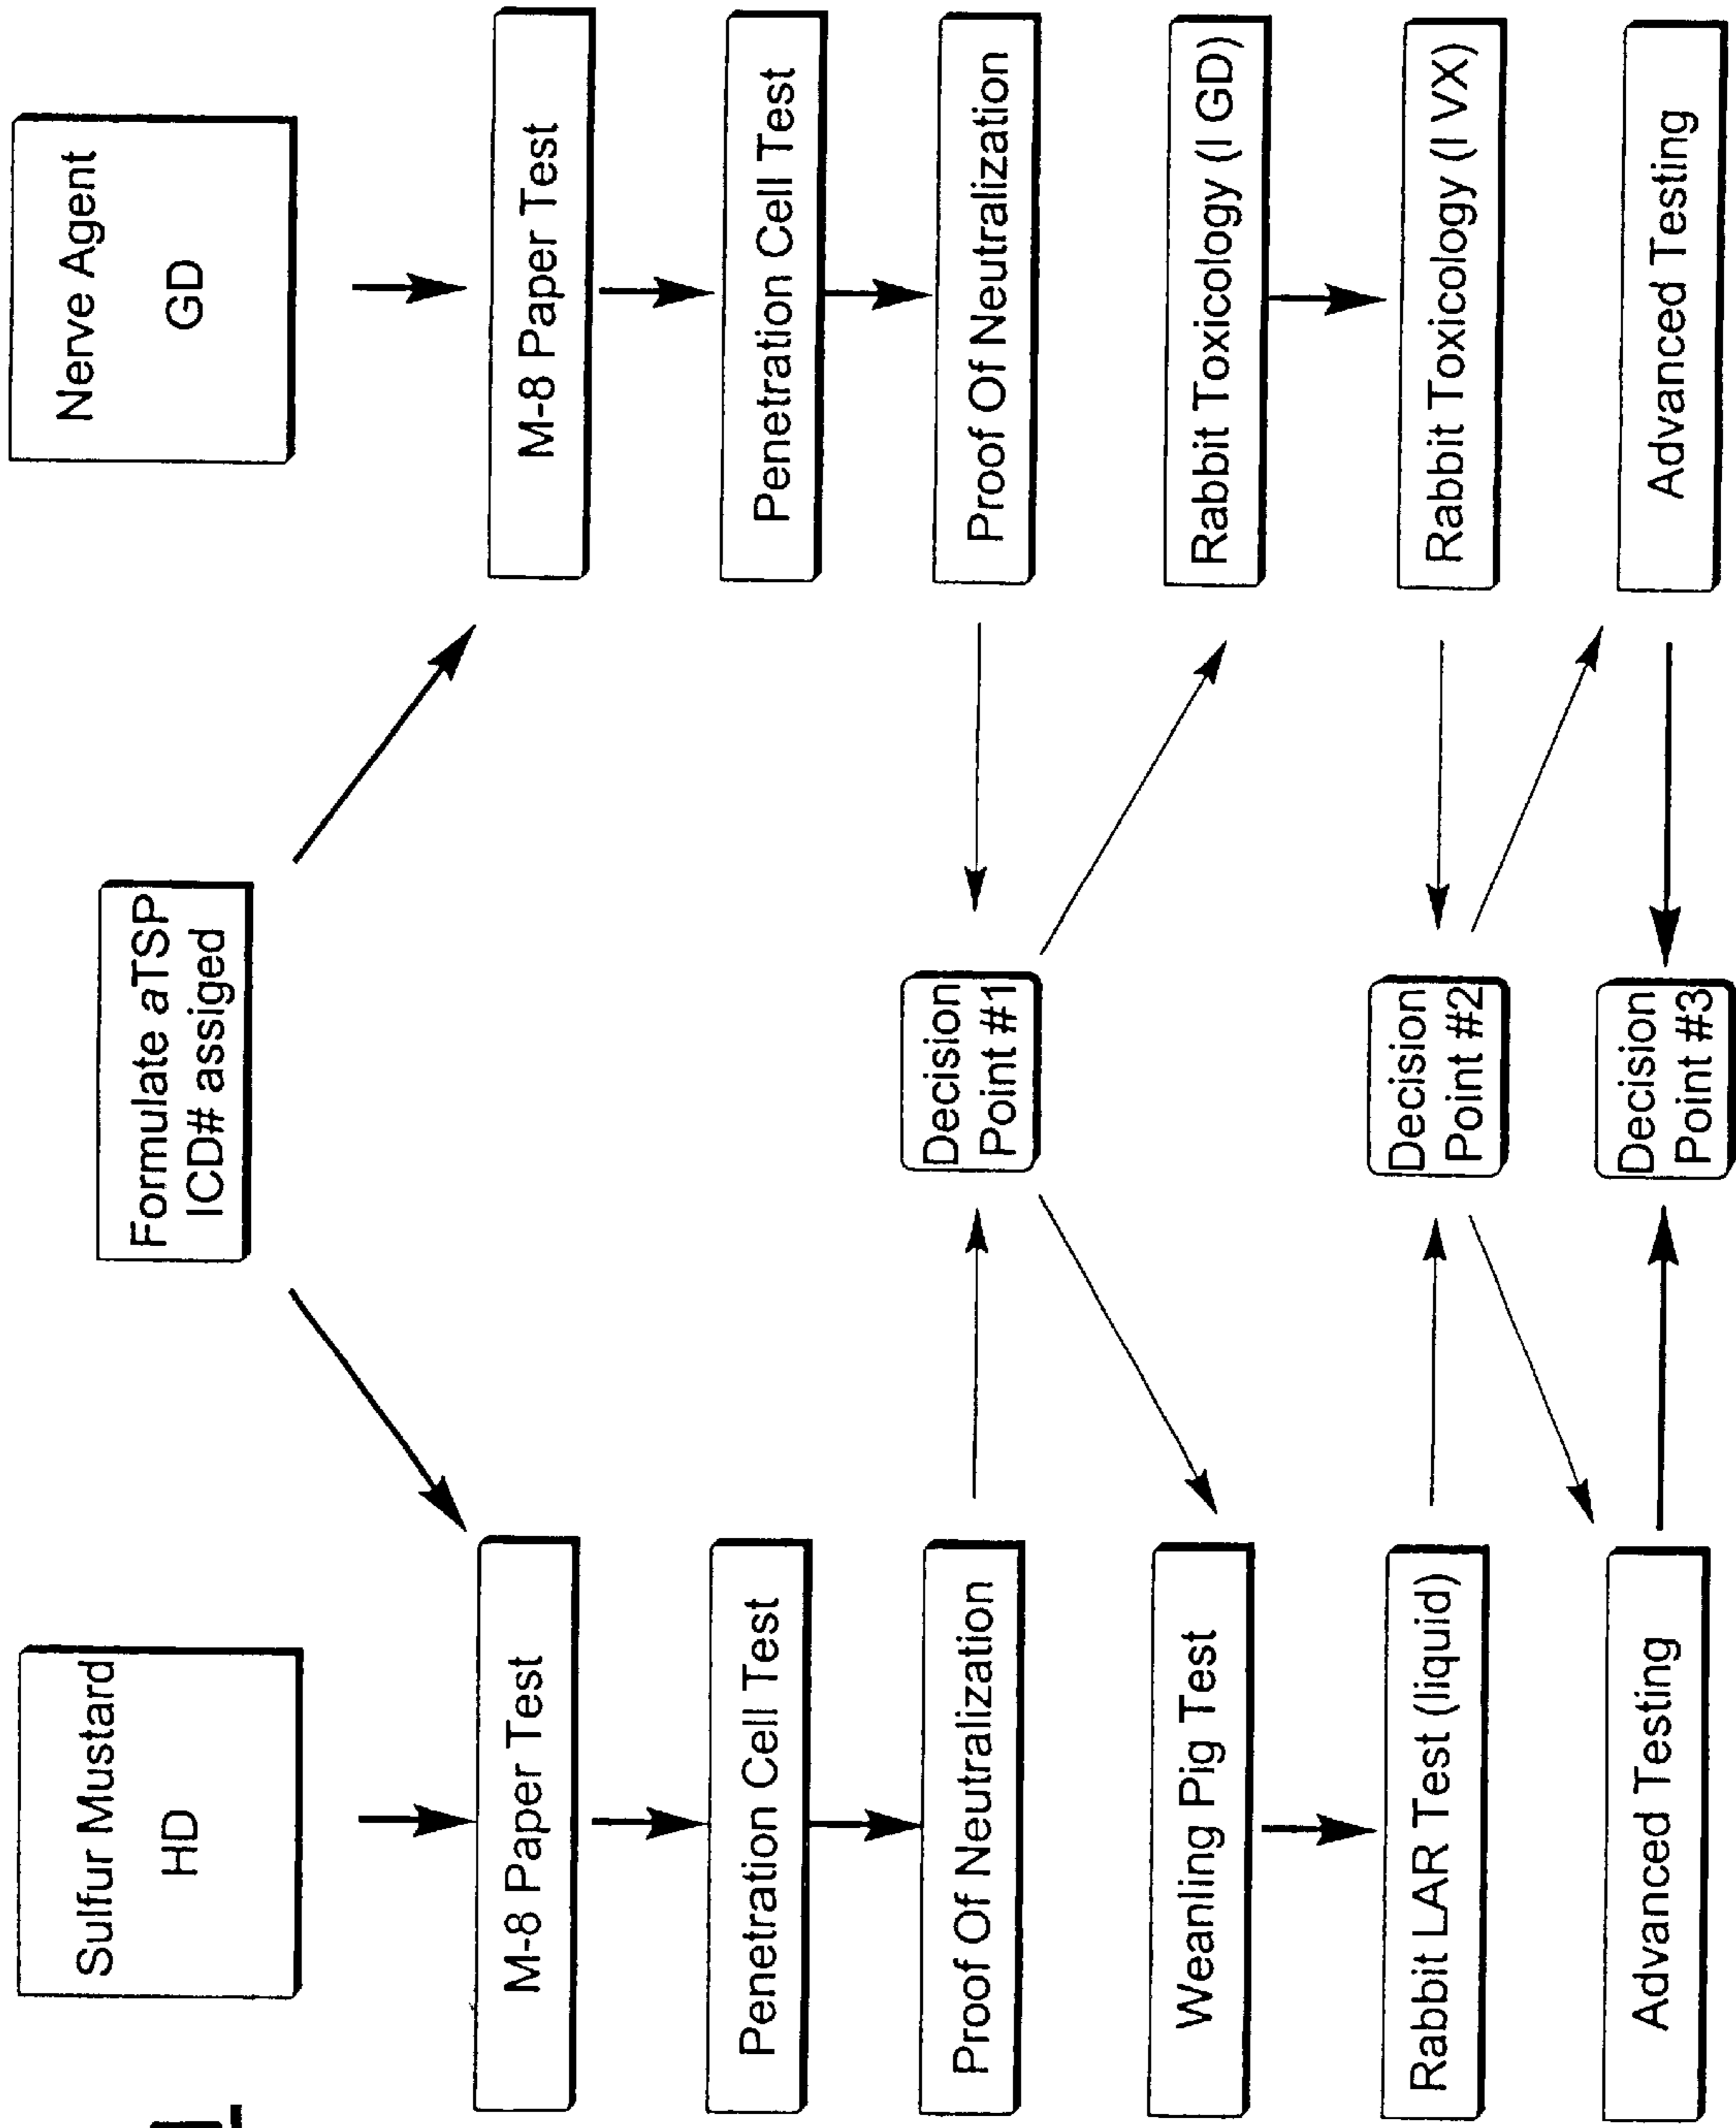 Sulfur Mustard
HD
Formulate aTSP
ICD# assiged
Nerve Agent
GD
M-8 Paper Test
M-8 Paper Test
Penetration Cell Test
Penetration Cell Test
Proof Of Neutralization
Decision
Point #1
Proof Of Neutralization
Weanling Pig Test
Rabbit Toxicology (I GD)
Rabbit LAR Test (liquid)
Decision
Point #2
Rabbit Toxicology (I VX)
Advanced Testing
Decision
Point #3
Advanced Testing